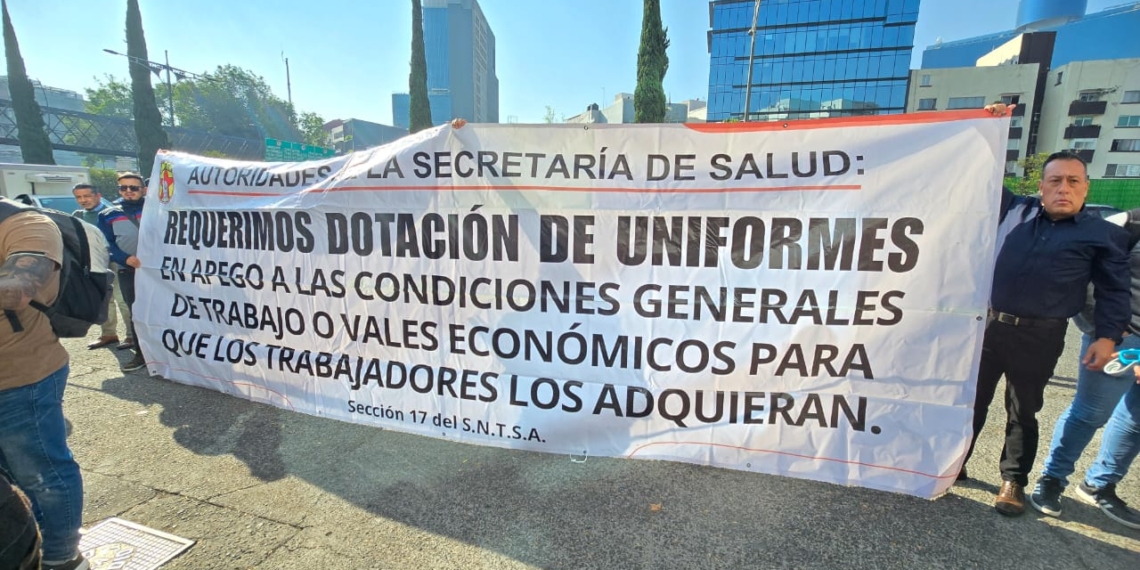 AUTORIDADES LA SECRETARÍA DE SALUD:
REQUERIMOS DOTACIÓN DE UNIFORMES
EN APEGO A LAS CONDICIONES GENERALES
DE TRABAJO O VALES ECONÓMICOS PARA
QUE LOS TRABAJADORES LOS ADQUIERAN.
Sección 17 del S.N.T.S.A.